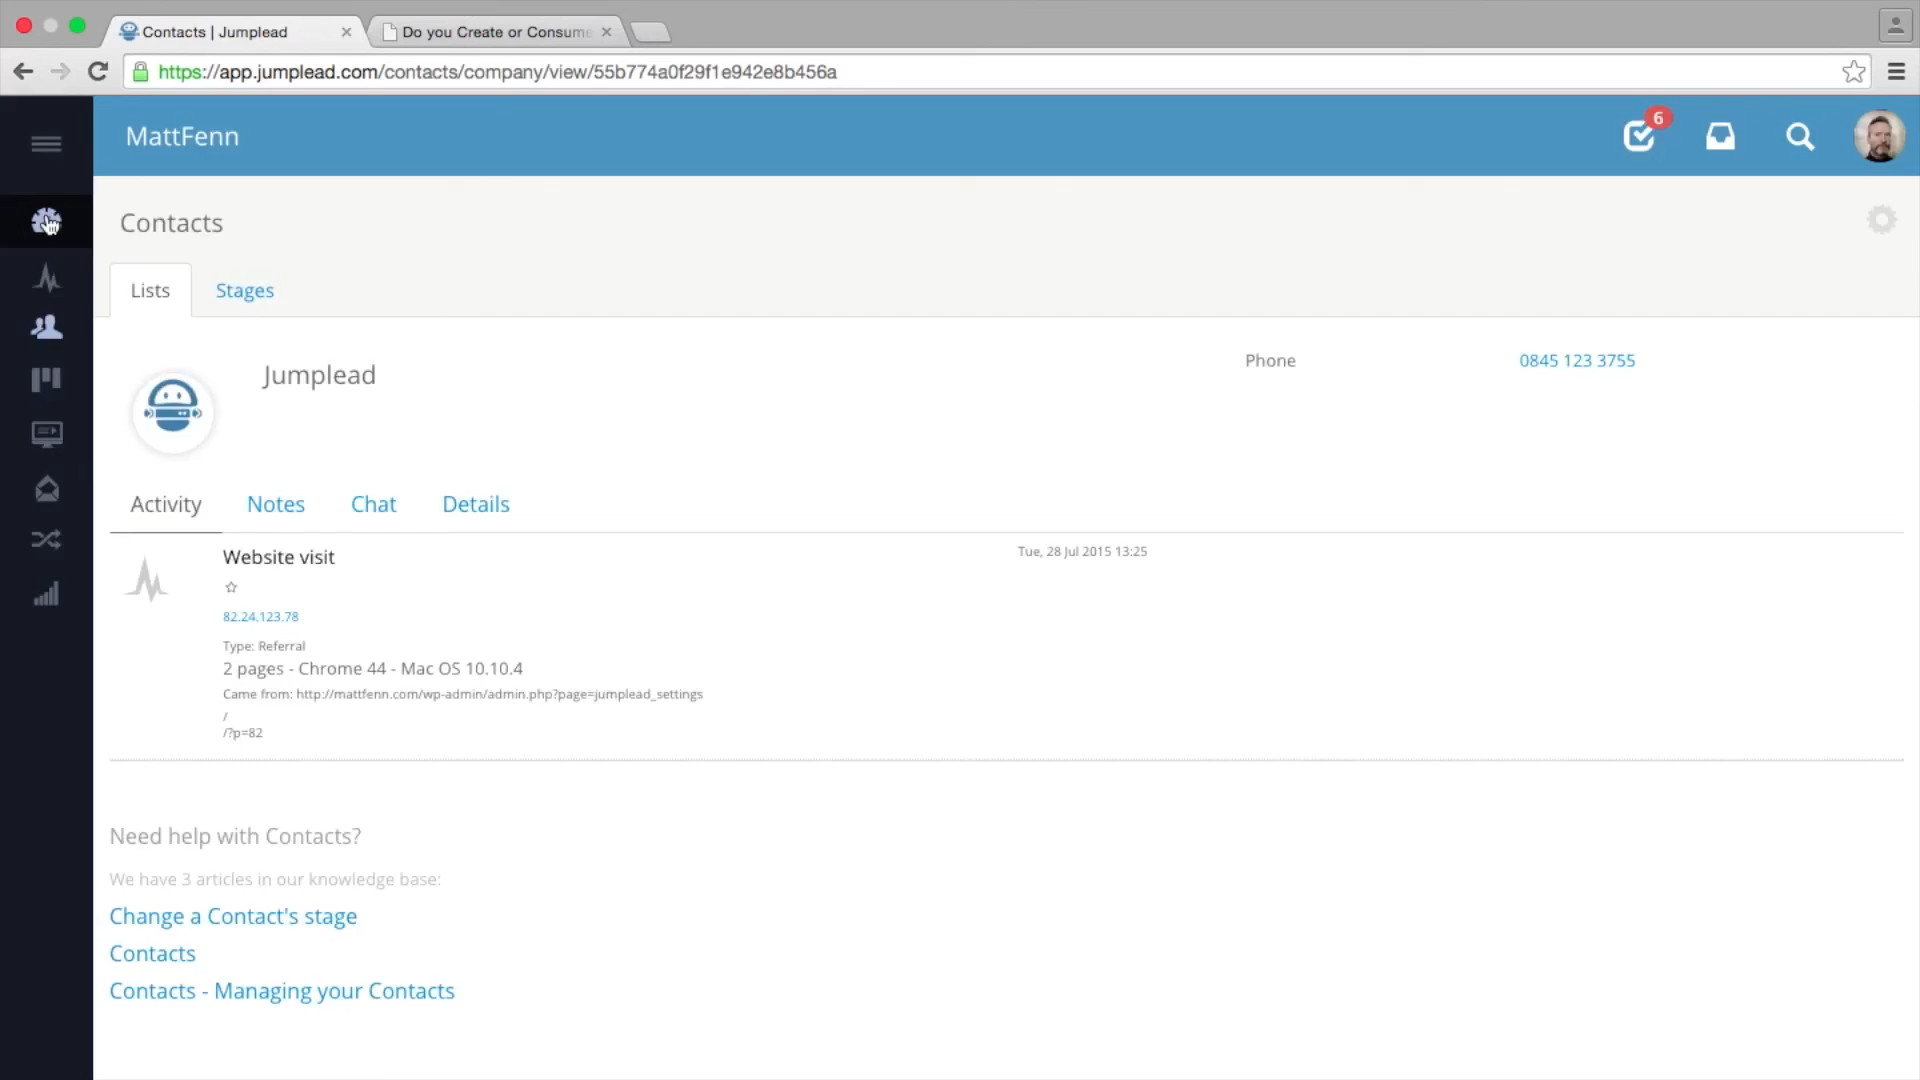 Contacts | Jumplead
Do you Create or Consume
https://app.jumplead.com/contacts/company/view/55b774a0f29f1e942e8b456a
MattFenn
6
Contacts
Lists
Stages
Jumplead
Phone
0845 123 3755
Activity
Notes
Chat
Details
Website visit
Tue, 28 Jul 2015 13:25
82.24.123.78
Type: Referral
2 pages - Chrome 44 - Mac OS 10.10.4
Came from: http://mattfenn.com/wp-admin/admin.php?page=jumplead_settings
/
/?p=82
Need help with Contacts?
We have 3 articles in our knowledge base:
Change a Contact's stage
Contacts
Contacts - Managing your Contacts